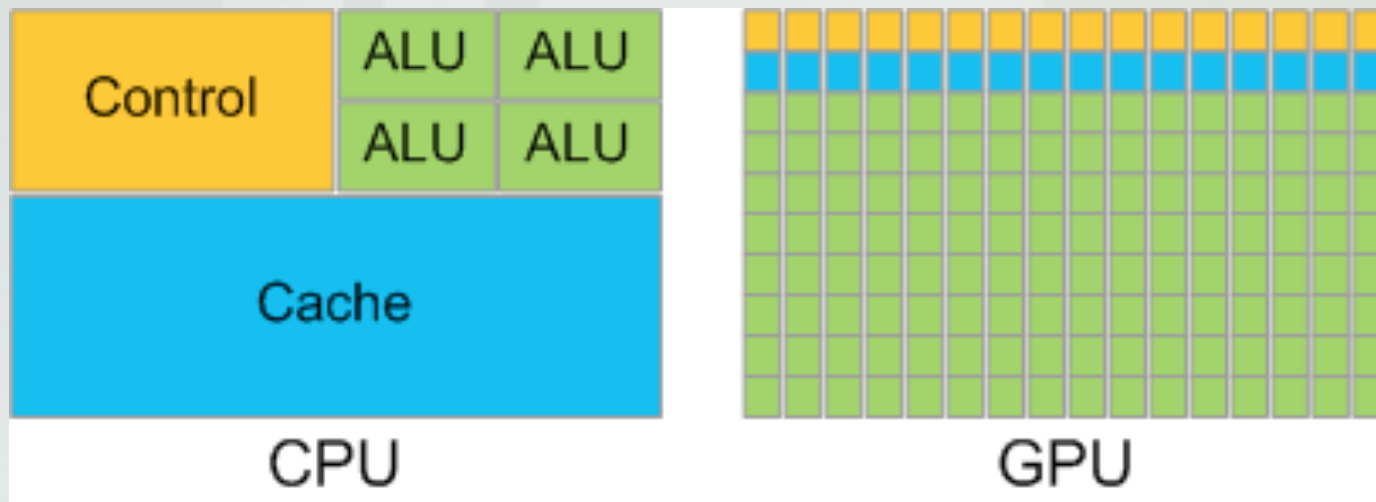 Control
ALU ALU
ALU ALU
Cache
CPU
GPU